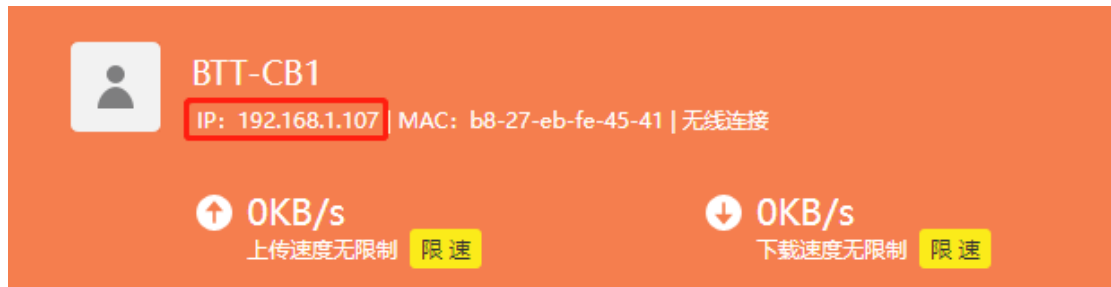 BTT-CB1
IP：192.168.1.107 | MAC：b8-27-eb-fe-45-41 | 无线连接
0KB/s
上传速度无限制 限 速
0KB/s
下载速度无限制 限 速